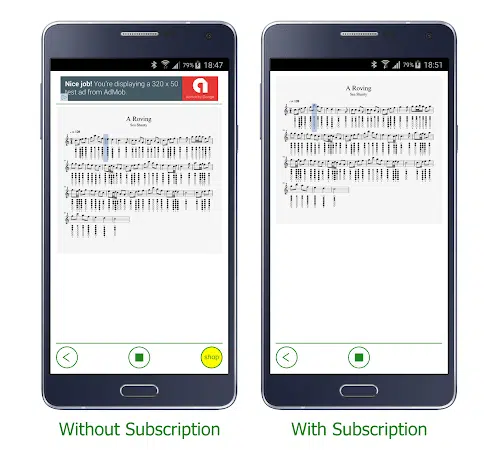 79% 18:47
Nice job! You're displaying a 320 x 50
test ad from AdMob.
A Roving
Sea Shanty
shop
Without Subscription
79% 18:51
A Roving
Sea Shanty
With Subscription